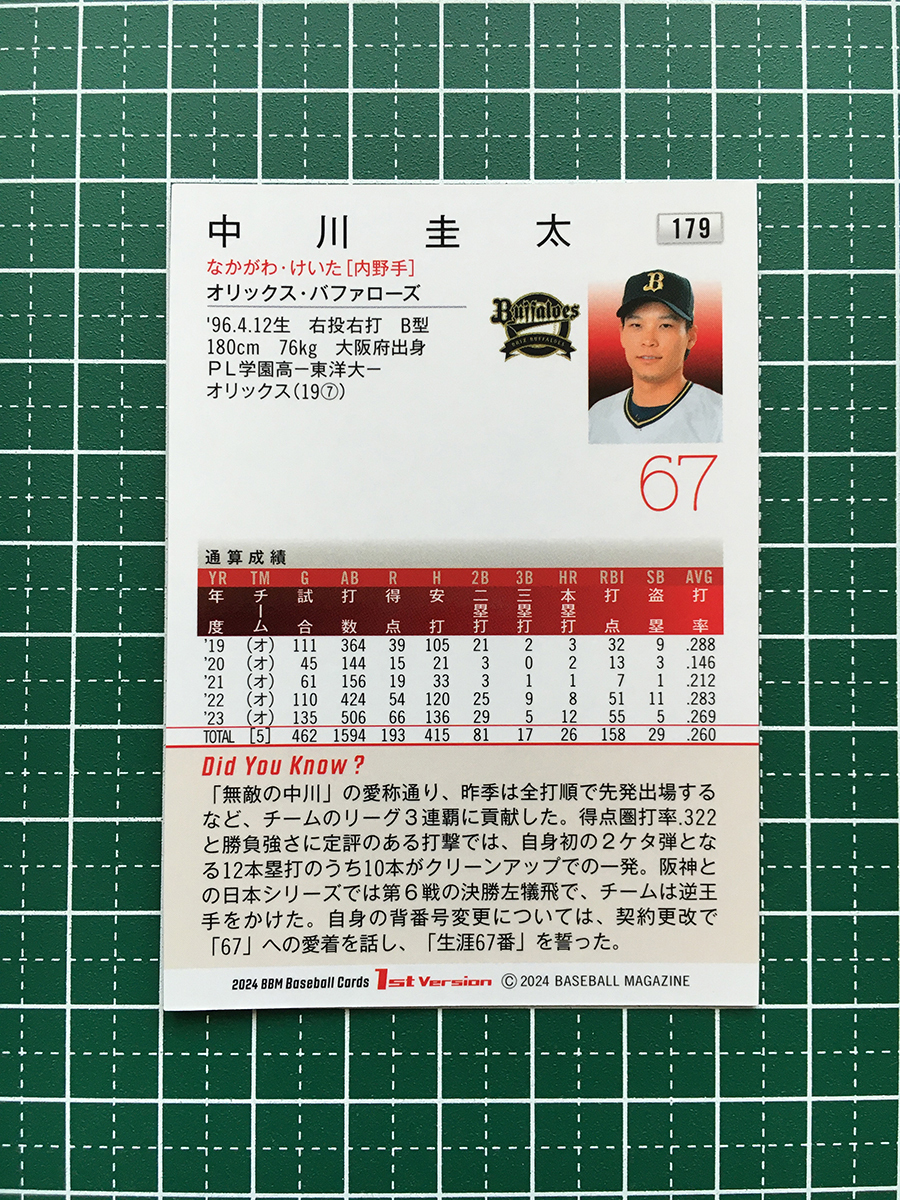 中川圭太 179
なかがわ・けいた[内野手]
オリックス・バファローズ
'96.4.12生 右投右打 B型
180cm 76kg 大阪府出身
PL学園高ー東洋大ー
オリックス(19⑦)
Buffaloes
ORIX BUFFALOES
B
67
通算成績
YR TM G AB R H 2B 3B HR RBI SB AVG
年度 チーム 試合 打数 得点 安打 二塁打 三塁打 本塁打 打点 盗塁 打率
'19 (オ) 111 364 39 105 21 2 3 32 9 .288
'20 (オ) 45 144 15 21 3 0 2 13 3 .146
'21 (オ) 61 156 19 33 3 1 1 7 1 .212
'22 (オ) 110 424 54 120 25 9 8 51 11 .283
'23 (オ) 135 506 66 136 29 5 12 55 5 .269
TOTAL [5] 462 1594 193 415 81 17 26 158 29 .260
Did You Know?
「無敵の中川」の愛称通り、昨季は全打順で先発出場する
など、チームのリーグ3連覇に貢献した。得点圏打率.322
と勝負強さに定評のある打撃では、自身初の2ケタ弾とな
る12本塁打のうち10本がクリーンアップでの一発。阪神と
の日本シリーズでは第6戦の決勝左犠飛で、チームは逆王
手をかけた。自身の背番号変更については、契約更改で
「67」への愛着を話し、「生涯67番」を誓った。
2024 BBM Baseball Cards 1st Version © 2024 BASEBALL MAGAZINE